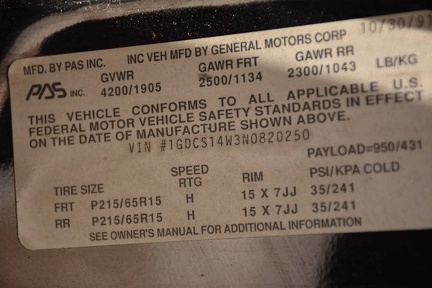 10/30/91
MFD. BY PAS INC. INC VEH MFD BY GENERAL MOTORS CORP
GVWR GAWR FRT GAWR RR
PAS INC. 4200/1905 2500/1134 2300/1043 LB/KG
THIS VEHICLE CONFORMS TO ALL APPLICABLE U.S.
FEDERAL MOTOR VEHICLE SAFETY STANDARDS IN EFFECT
ON THE DATE OF MANUFACTURE SHOWN ABOVE.
VIN #1GDCS14W3N0820250
PAYLOAD=950/431
TIRE SIZE SPEED RTG RIM PSI/KPA COLD
FRT P215/65R15 H 15 X 7JJ 35/241
RR P215/65R15 H 15 X 7JJ 35/241
SEE OWNER'S MANUAL FOR ADDITIONAL INFORMATION